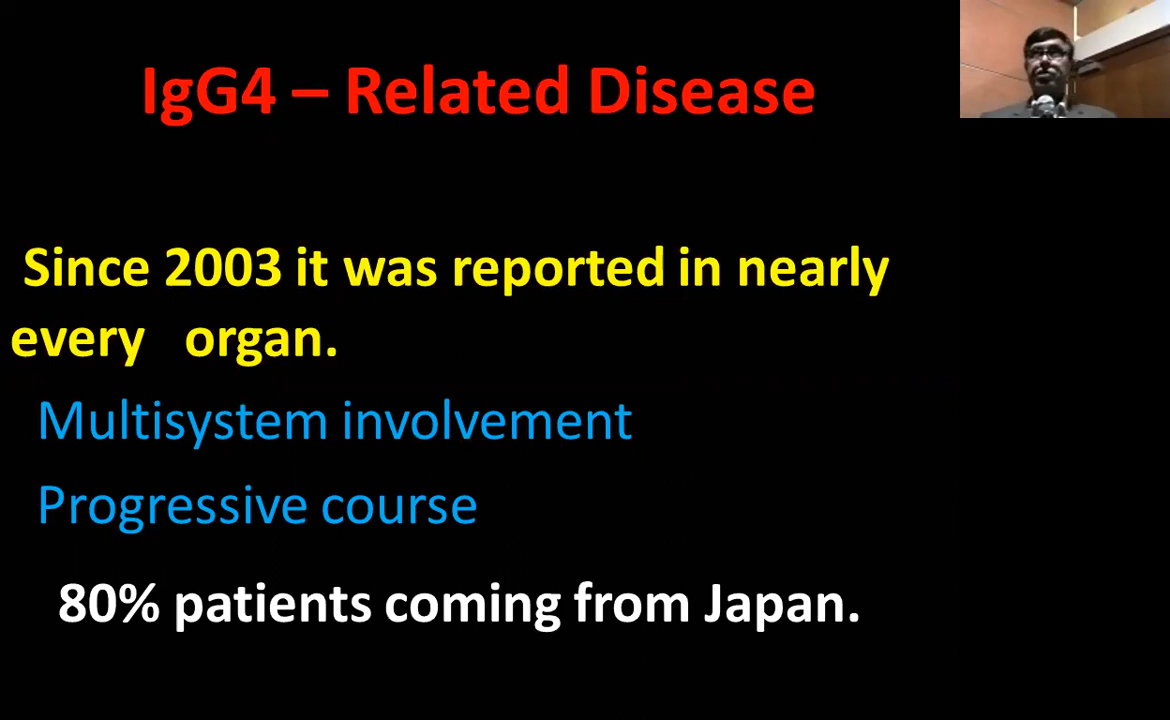 IgG4 – Related Disease
Since 2003 it was reported in nearly
every organ.
Multisystem involvement
Progressive course
80% patients coming from Japan.